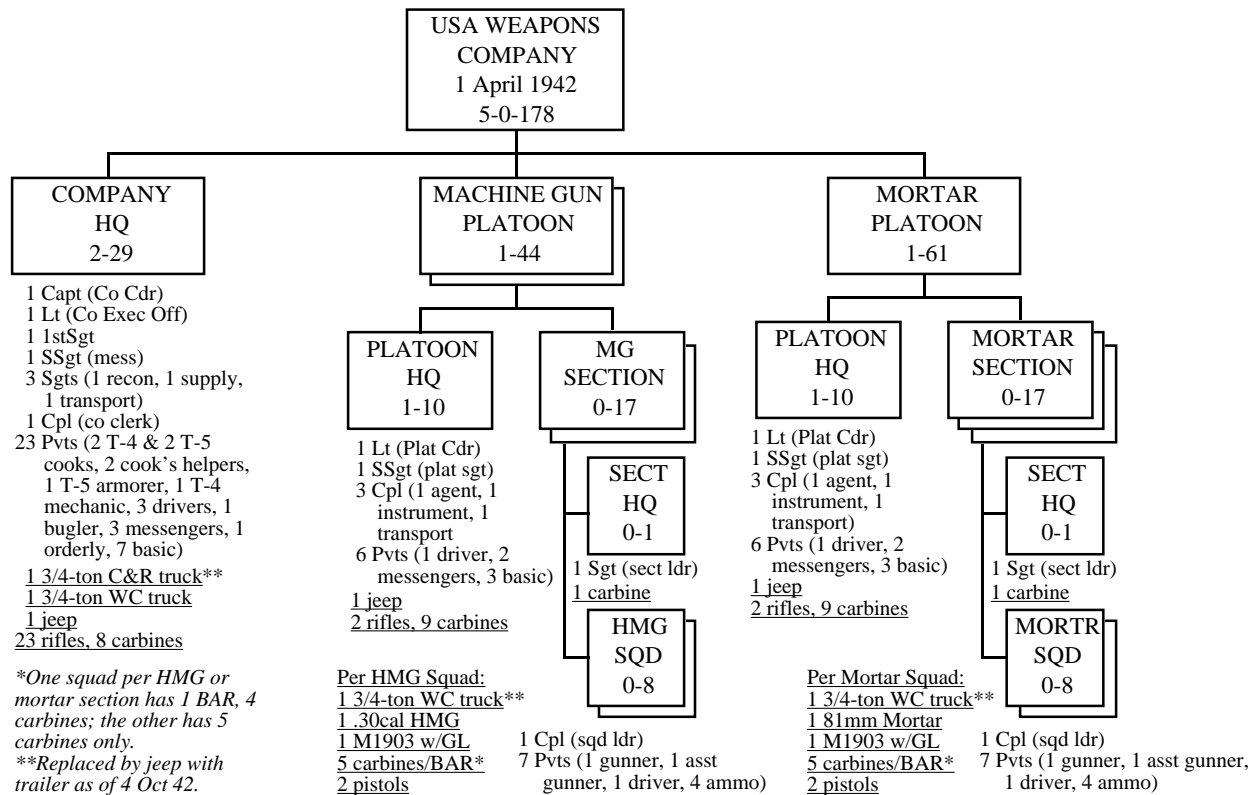 USA WEAPONS
COMPANY
1 April 1942
5-0-178
COMPANY
HQ
2-29
1 Capt (Co Cdr)
1 Lt (Co Exec Off)
1 1stSgt
1 SSgt (mess)
3 Sgts (1 recon, 1 supply,
1 transport)
1 Cpl (co clerk)
23 Pvts (2 T-4 & 2 T-5
cooks, 2 cook's helpers,
1 T-5 armorer, 1 T-4
mechanic, 3 drivers, 1
bugler, 3 messengers, 1
orderly, 7 basic)
1 3/4-ton C&R truck**
1 3/4-ton WC truck
1 jeep
23 rifles, 8 carbines
*One squad per HMG or
mortar section has 1 BAR, 4
carbines; the other has 5
carbines only.
**Replaced by jeep with
trailer as of 4 Oct 42.
MACHINE GUN
PLATOON
1-44
PLATOON
HQ
1-10
1 Lt (Plat Cdr)
1 SSgt (plat sgt)
3 Cpl (1 agent, 1
instrument, 1
transport
6 Pvts (1 driver, 2
messengers, 3 basic)
1 jeep
2 rifles, 9 carbines
Per HMG Squad:
1 3/4-ton WC truck**
1 .30cal HMG
1 M1903 w/GL
5 carbines/BAR*
2 pistols
MG
SECTION
0-17
SECT
HQ
0-1
1 Sgt (sect ldr)
1 carbine
HMG
SQD
0-8
1 Cpl (sqd ldr)
7 Pvts (1 gunner, 1 asst
gunner, 1 driver, 4 ammo)
MORTAR
PLATOON
1-61
PLATOON
HQ
1-10
1 Lt (Plat Cdr)
1 SSgt (plat sgt)
3 Cpl (1 agent, 1
instrument, 1
transport)
6 Pvts (1 driver, 2
messengers, 3 basic)
1 jeep
2 rifles, 9 carbines
Per Mortar Squad:
1 3/4-ton WC truck**
1 81mm Mortar
1 M1903 w/GL
5 carbines/BAR*
2 pistols
MORTAR
SECTION
0-17
SECT
HQ
0-1
1 Sgt (sect ldr)
1 carbine
MORTR
SQD
0-8
1 Cpl (sqd ldr)
7 Pvts (1 gunner, 1 asst gunner,
1 driver, 4 ammo)